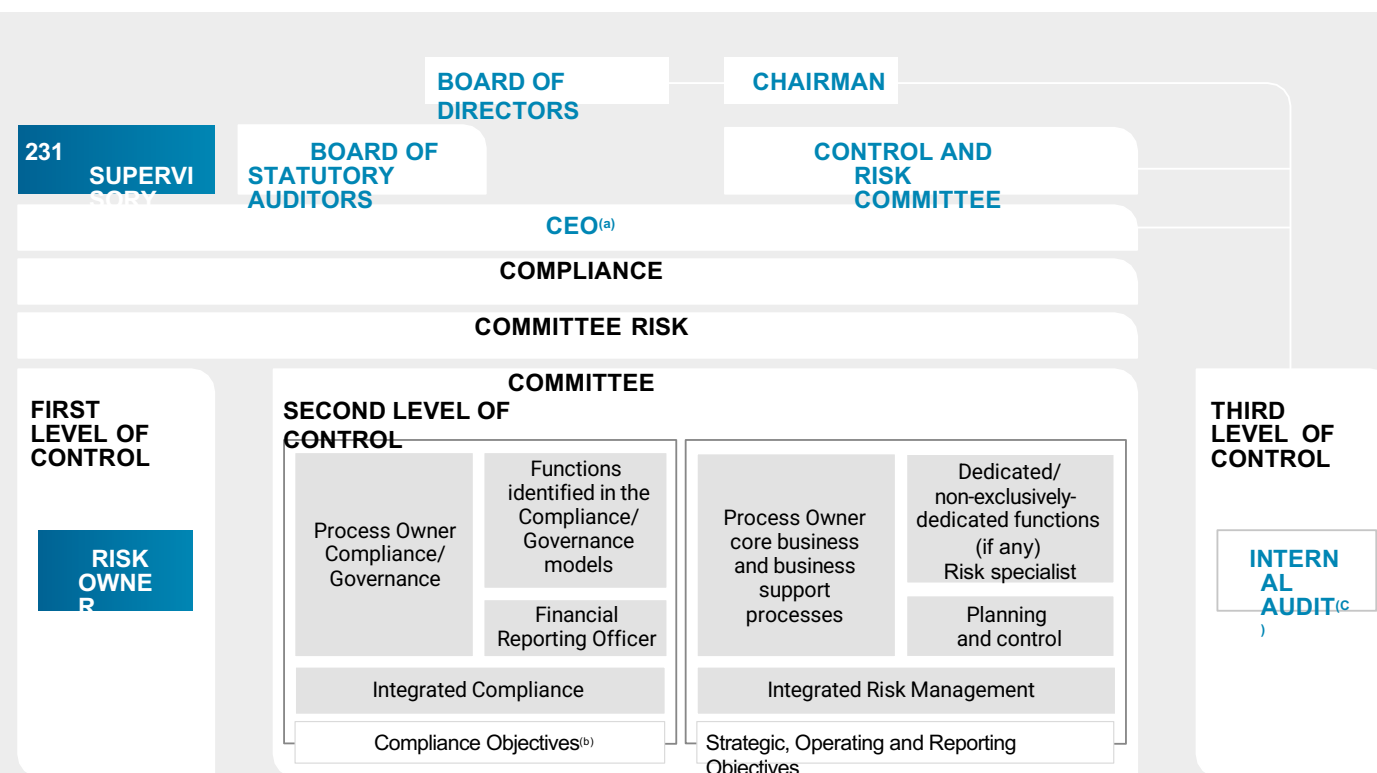 BOARD OF
DIRECTORS
CHAIRMAN
231
SUPERVI
SORY
BOARD OF
STATUTORY
AUDITORS
CONTROL AND
RISK
COMMITTEE
CEO(a)
COMPLIANCE
COMMITTEE RISK
COMMITTEE
FIRST
LEVEL OF
CONTROL
RISK
OWNE
R
SECOND LEVEL OF
CONTROL
Process Owner
Compliance/
Governance
Functions
identified in the
Compliance/
Governance
models
Financial
Reporting Officer
Integrated Compliance
Compliance Objectives(b)
Process Owner
core business
and business
support
processes
Dedicated/
non-exclusively-
dedicated functions
(if any)
Risk specialist
Planning
and control
Integrated Risk Management
Strategic, Operating and Reporting
Objectives
THIRD
LEVEL OF
CONTROL
INTERN
AL
AUDIT(C
)